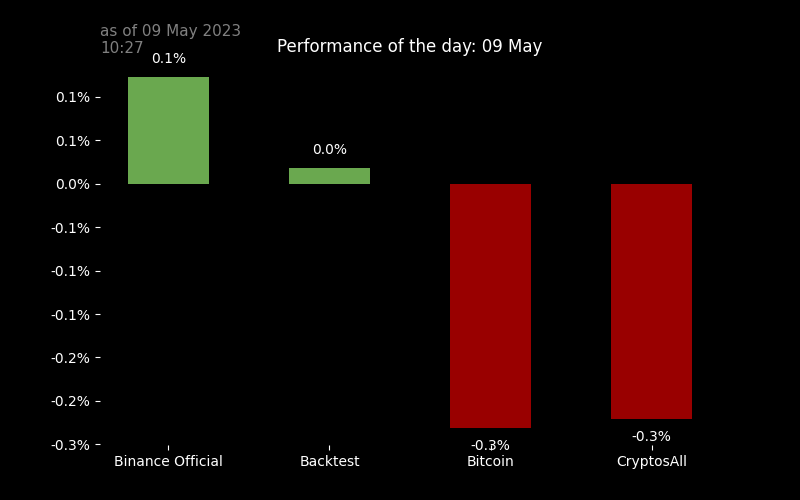 as of 09 May 2023
10:27
Performance of the day: 09 May
0.1%
0.0%
-0.3%
-0.3%
0.1%
0.1%
0.0%
-0.1%
-0.1%
-0.1%
-0.2%
-0.2%
-0.3%
Binance Official
Backtest
Bitcoin
CryptosAll